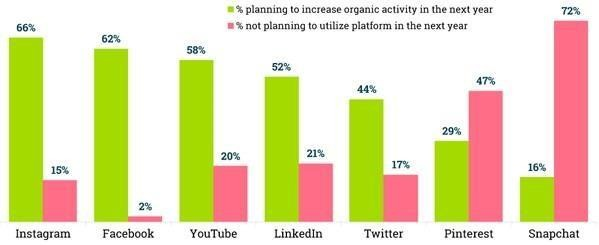 % planning to increase organic activity in the next year
% not planning to utilize platform in the next year
66%
15%
62%
2%
58%
20%
52%
21%
44%
17%
29%
47%
16%
72%
Instagram
Facebook
YouTube
LinkedIn
Twitter
Pinterest
Snapchat